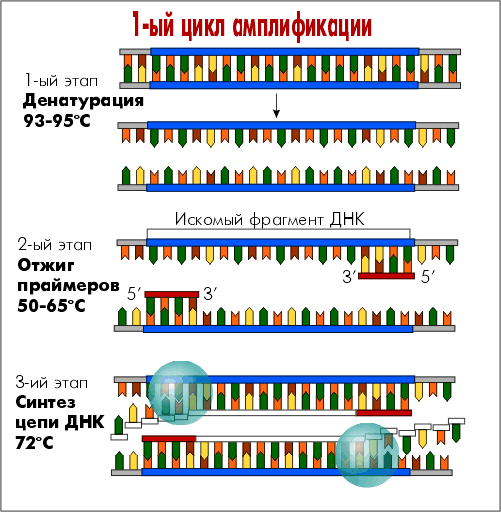 1-ый цикл амплификации
1-ый этап
Денатурация
93-95°C
Искомый фрагмент ДНК
2-ый этап
Отжиг
праймеров
50-65°C
3′ 5′
5′ 3′
3-ий этап
Синтез
цепи ДНК
72°C